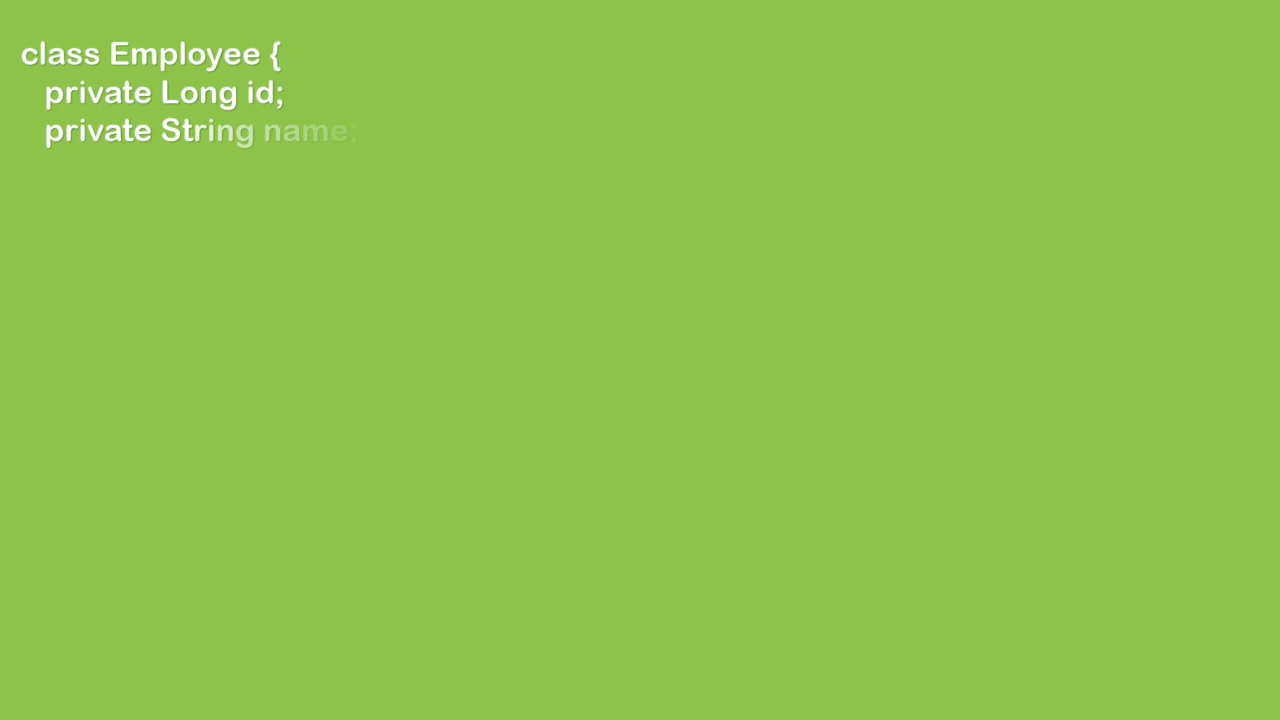 class Employee {
private Long id;
private String name;